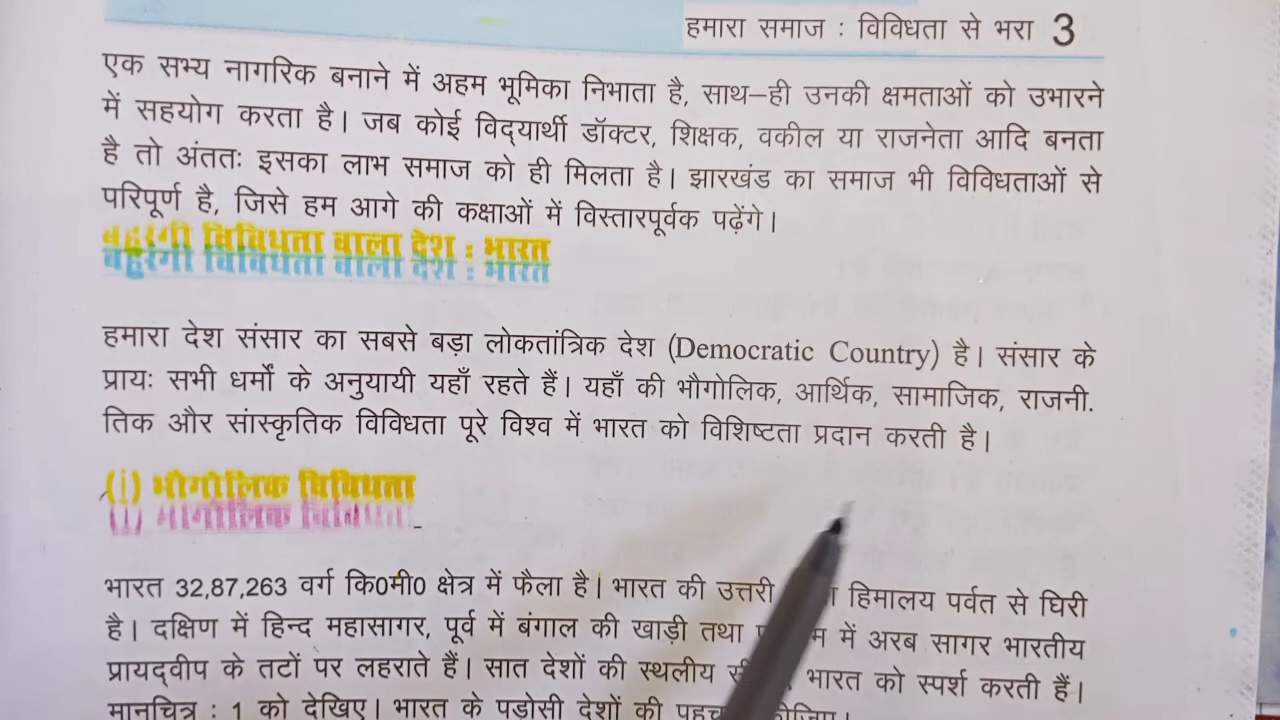 हमारा समाज : विविधता से भरा 3
एक सभ्य नागरिक बनाने में अहम भूमिका निभाता है, साथ–ही उनकी क्षमताओं को उभारने
में सहयोग करता है। जब कोई विद्‌यार्थी डॉक्टर, शिक्षक, वकील या राजनेता आदि बनता
है तो अंततः इसका लाभ समाज को ही मिलता है। झारखंड का समाज भी विविधताओं से
परिपूर्ण है, जिसे हम आगे की कक्षाओं में विस्तारपूर्वक पढ़ेंगे।
बहुरंगी विविधता वाला देश : भारत
हमारा देश संसार का सबसे बड़ा लोकतांत्रिक देश (Democratic Country) है। संसार के
प्रायः सभी धर्मों के अनुयायी यहाँ रहते हैं। यहाँ की भौगोलिक, आर्थिक, सामाजिक, राजनी.
तिक और सांस्कृतिक विविधता पूरे विश्व में भारत को विशिष्टता प्रदान करती है।
(i) भौगोलिक विविधता
भारत 32,87,263 वर्ग कि0मी0 क्षेत्र में फैला है। भारत की उत्तरी हिमालय पर्वत से घिरी
है। दक्षिण में हिन्द महासागर, पूर्व में बंगाल की खाड़ी तथा में अरब सागर भारतीय
प्रायद्‌वीप के तटों पर लहराते हैं। सात देशों की स्थलीय भारत को स्पर्श करती हैं।
मानचित्र : 1 को देखिए। भारत के पड़ोसी देशों की